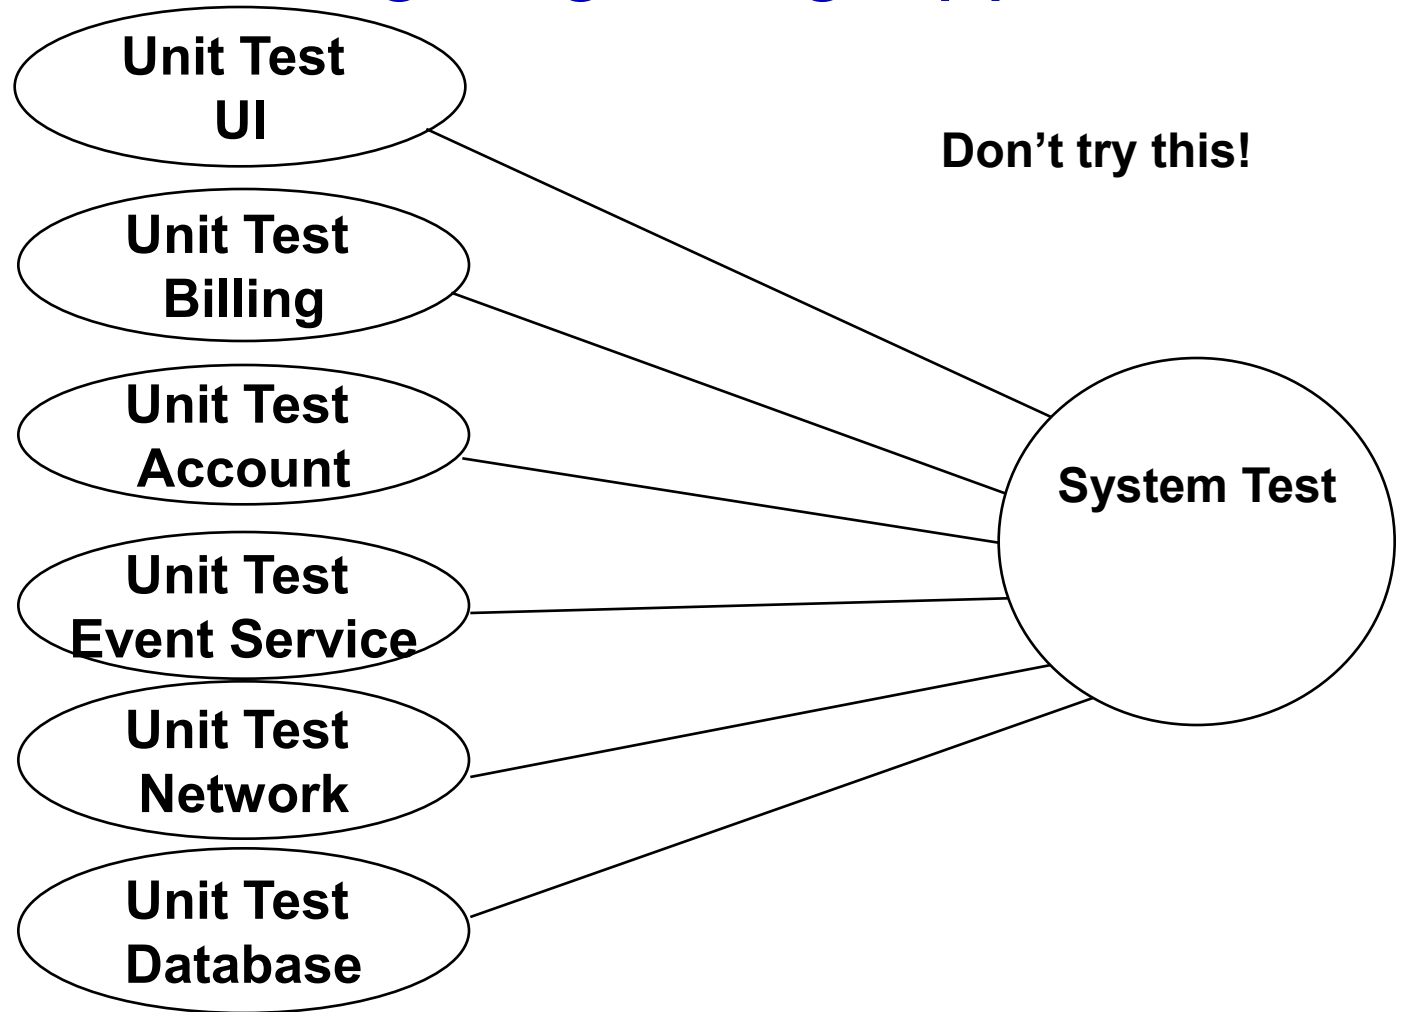 Unit Test
UI
Don’t try this!
Unit Test
Billing
Unit Test
Account
System Test
Unit Test
Event Service
Unit Test
Network
Unit Test
Database